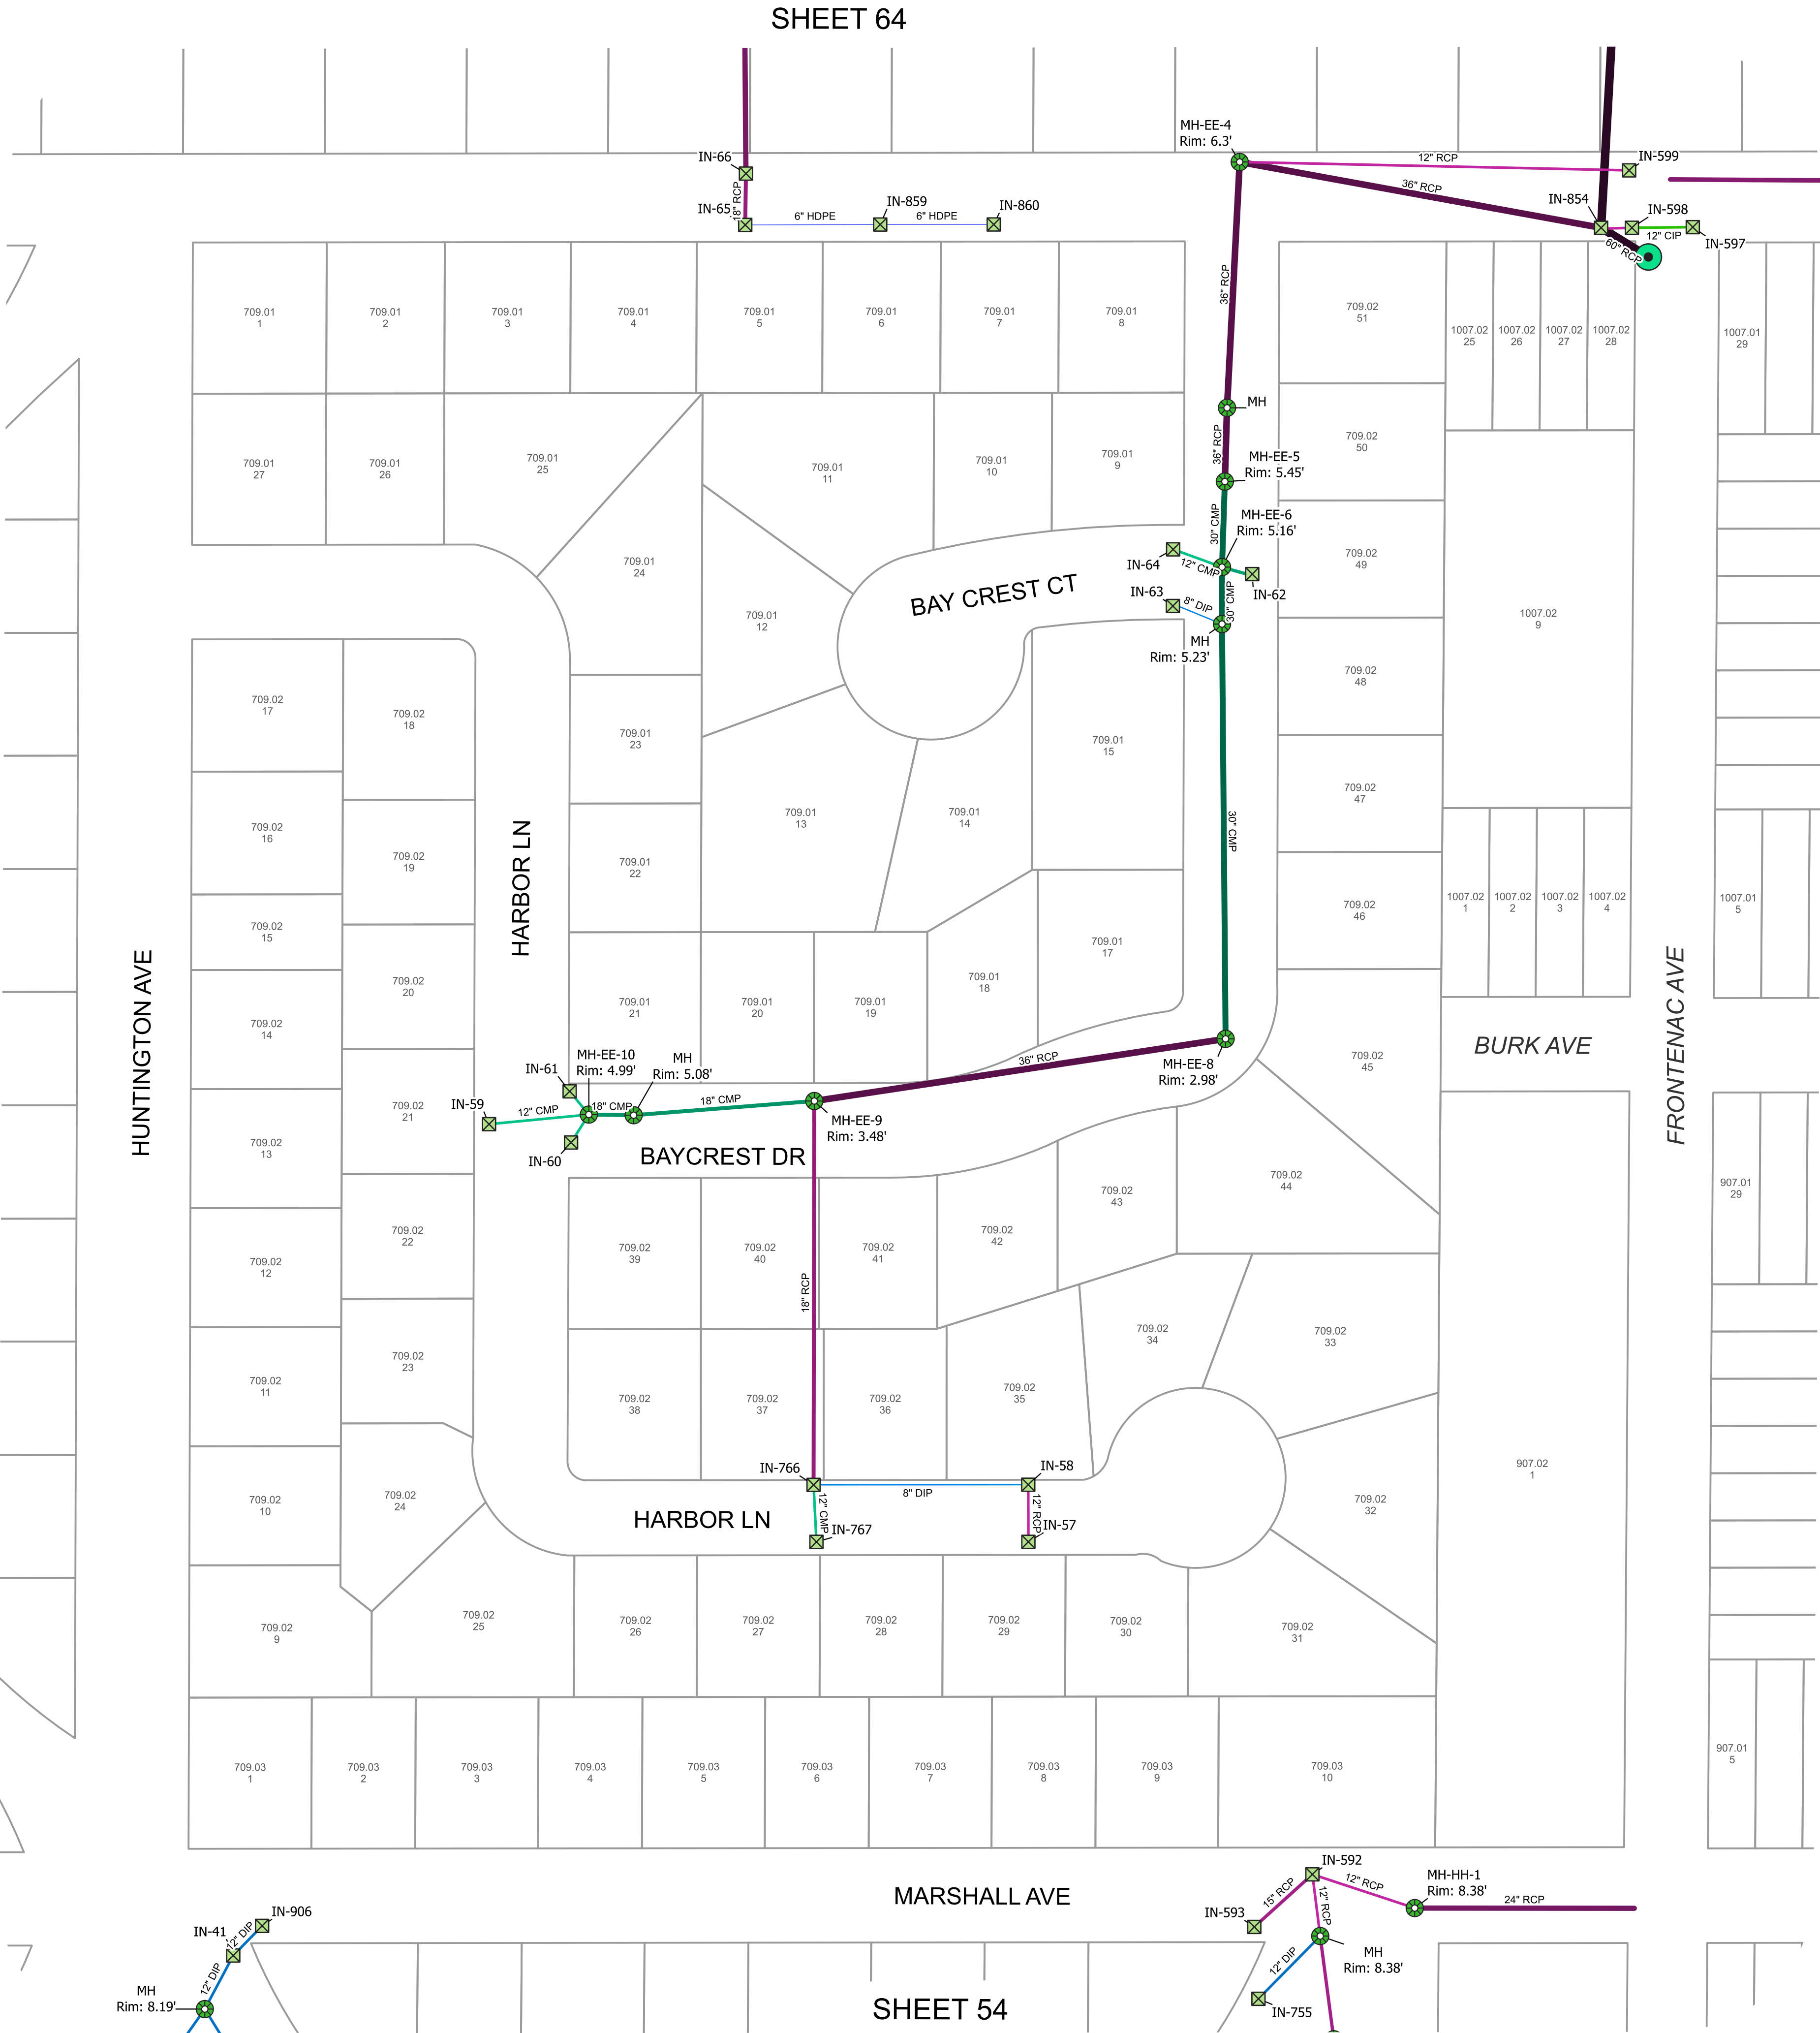 SHEET 64
MH-EE-4
Rim: 6.3'
IN-66
12" RCP
IN-599
18" RCP
36" RCP
IN-65
6" HDPE
IN-859
6" HDPE
IN-860
IN-854
IN-598
12" CIP
IN-597
60" RCP
36" RCP
709.01
1
709.01
2
709.01
3
709.01
4
709.01
5
709.01
6
709.01
7
709.01
8
709.02
51
1007.02
25
1007.02
26
1007.02
27
1007.02
28
1007.01
29
MH
36" RCP
MH-EE-5
Rim: 5.45'
709.02
50
709.01
27
709.01
26
709.01
25
709.01
11
709.01
10
709.01
9
30" CMP
MH-EE-6
Rim: 5.16'
709.01
24
IN-64
12" CMP
709.02
49
BAY CREST CT
IN-63
8" DIP
30" CMP
IN-62
709.01
12
1007.02
9
MH
Rim: 5.23'
709.02
48
709.02
17
709.02
18
709.01
23
709.01
15
709.02
47
709.02
16
709.01
13
709.01
14
30" CMP
709.02
19
709.01
22
HARBOR LN
709.02
46
1007.02
1
1007.02
2
1007.02
3
1007.02
4
1007.01
5
709.02
15
709.01
17
709.02
20
709.01
21
709.01
20
709.01
19
709.01
18
HUNTINGTON AVE
709.02
14
FRONTENAC AVE
BURK AVE
709.02
45
MH-EE-10
Rim: 4.99'
MH
Rim: 5.08'
IN-61
36" RCP
MH-EE-8
Rim: 2.98'
IN-59
12" CMP
18" CMP
18" CMP
709.02
21
MH-EE-9
Rim: 3.48'
709.02
13
IN-60
BAYCREST DR
709.02
44
907.01
29
709.02
43
709.02
22
709.02
42
709.02
39
709.02
40
709.02
41
709.02
12
18" RCP
709.02
34
709.02
33
709.02
23
709.02
11
709.02
38
709.02
37
709.02
36
709.02
35
IN-766
IN-58
907.02
1
8" DIP
709.02
10
709.02
24
709.02
32
HARBOR LN
12" CMP
IN-767
12" RCP
IN-57
709.02
9
709.02
25
709.02
26
709.02
27
709.02
28
709.02
29
709.02
30
709.02
31
907.01
5
709.03
1
709.03
2
709.03
3
709.03
4
709.03
5
709.03
6
709.03
7
709.03
8
709.03
9
709.03
10
IN-592
MH-HH-1
Rim: 8.38'
12" RCP
15" RCP
MARSHALL AVE
24" RCP
IN-593
12" RCP
IN-906
IN-41
12" DIP
MH
Rim: 8.38'
12" DIP
12" DIP
MH
Rim: 8.19'
SHEET 54
IN-755